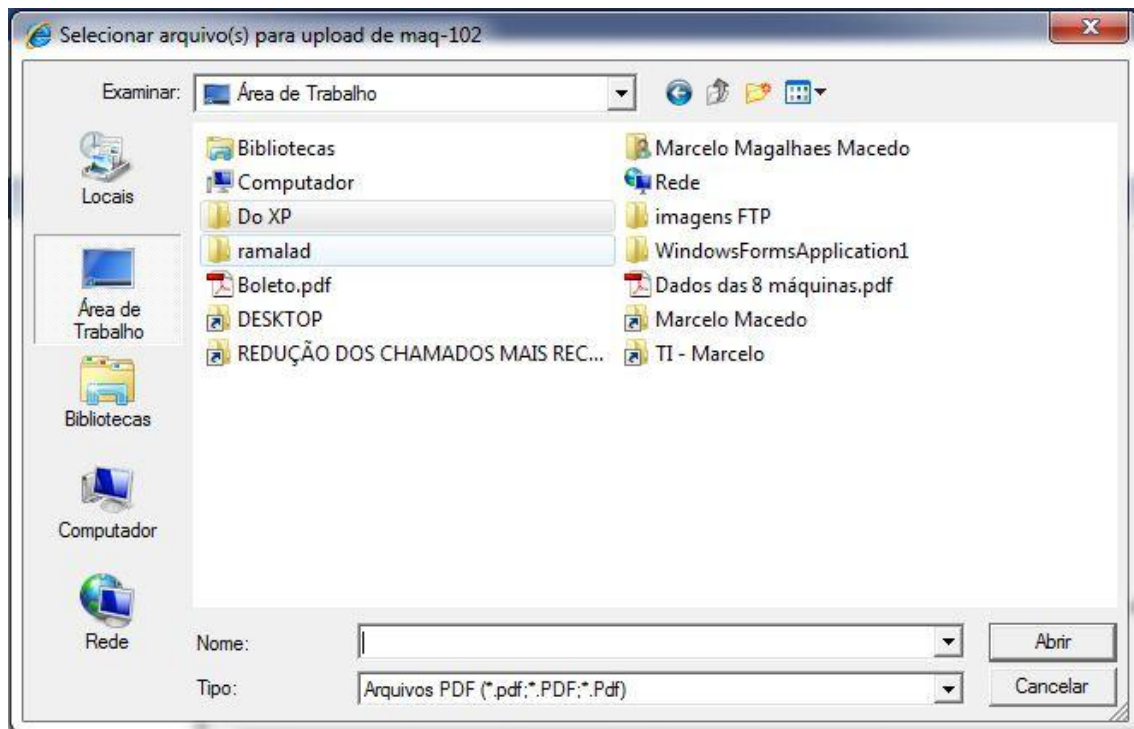 Selecionar arquivo(s) para upload de maq-102
Examinar: Área de Trabalho
Locais
Área de Trabalho
Bibliotecas
Computador
Rede
Bibliotecas
Computador
Do XP
ramalad
Boleto.pdf
DESKTOP
REDUÇÃO DOS CHAMADOS MAIS REC...
Marcelo Magalhaes Macedo
Rede
imagens FTP
WindowsFormsApplication1
Dados das 8 máquinas.pdf
Marcelo Macedo
TI - Marcelo
Nome:
Abrir
Tipo: Arquivos PDF (*.pdf;*.PDF;*.Pdf)
Cancelar